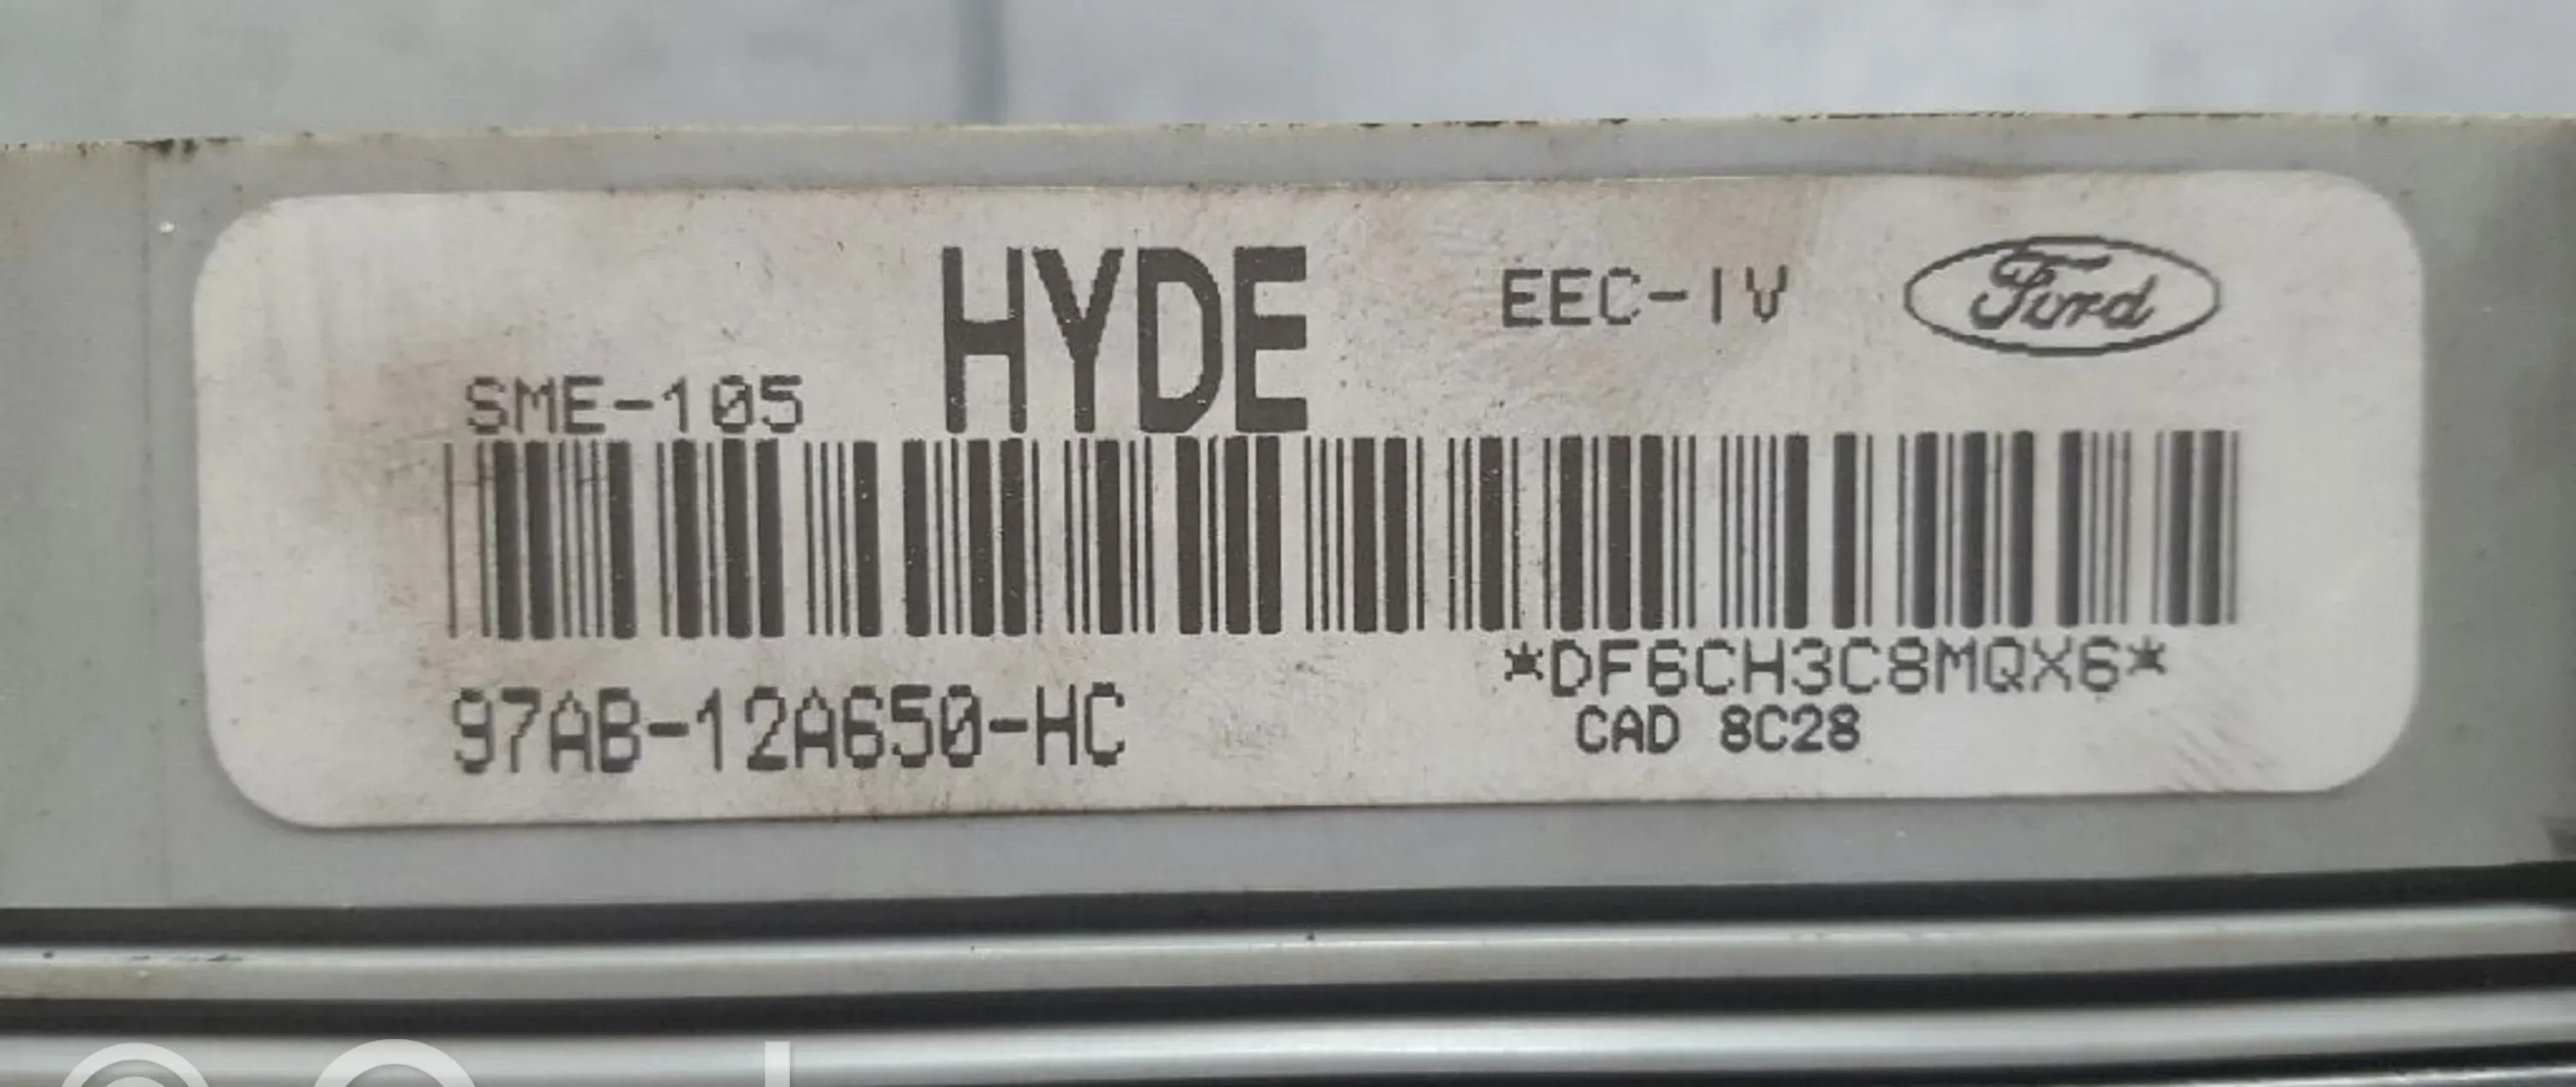 HYDE
EEC-IV
Ford
SME-105
*DF6CH3C8MQX6*
97AB-12A650-HC
CAD 8C28